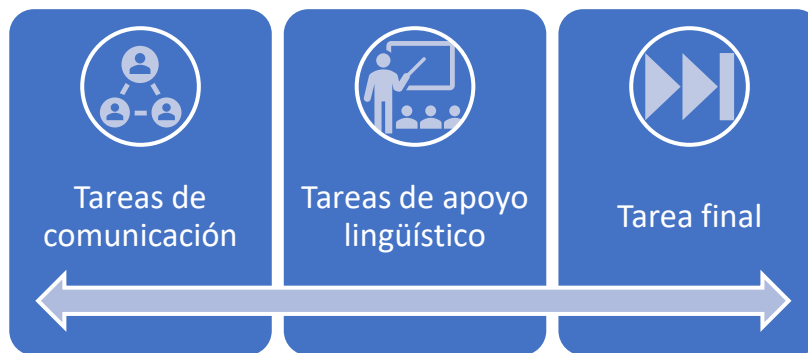 Tareas de
comunicación
Tareas de apoyo
lingüístico
Tarea final